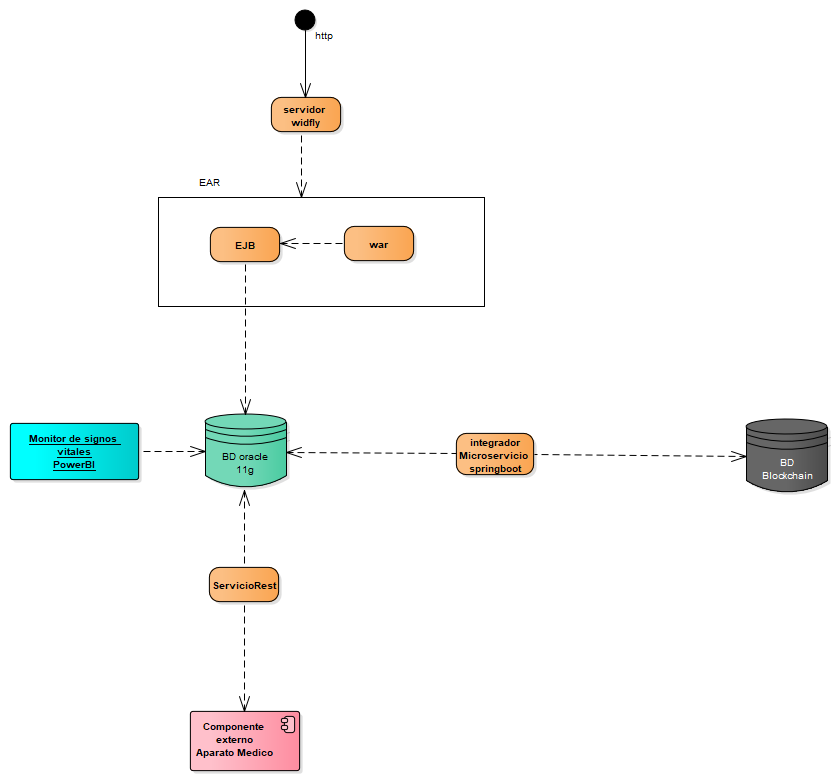 http
servidor
widfly
EAR
EJB
war
Monitor de signos
vitales
PowerBI
BD oracle
11g
integrador
Microservicio
springboot
BD
Blockchain
ServicioRest
Componente
externo
Aparato Medico